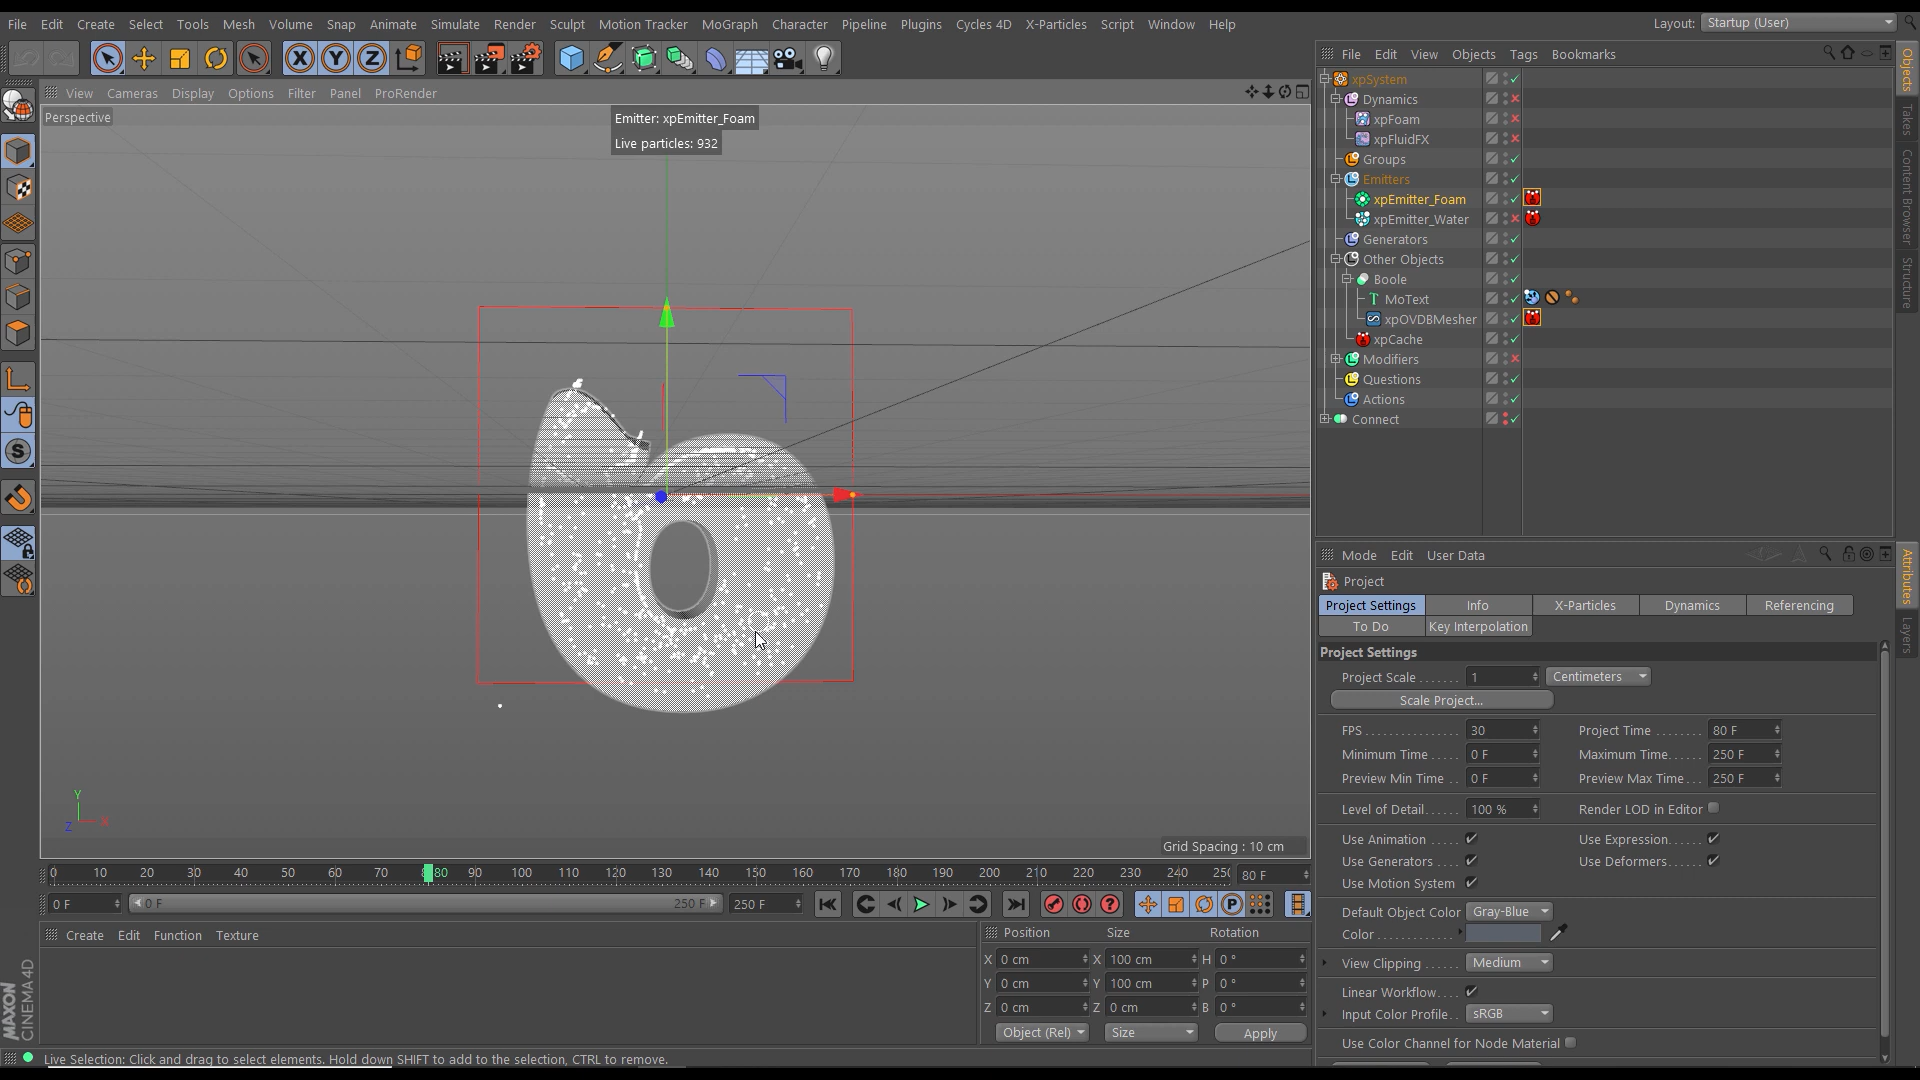 File Edit Create Select Tools Mesh Volume Snap Animate Simulate Render Sculpt Motion Tracker MoGraph Character Pipeline Plugins Cycles 4D X-Particles Script Window Help
Layout: Startup (User)
View Cameras Display Options Filter Panel ProRender
Perspective
Emitter: xpEmitter_Foam
Live particles: 932
Y
Z X
Grid Spacing : 10 cm
0 10 20 30 40 50 60 70 80 90 100 110 120 130 140 150 160 170 180 190 200 210 220 230 240 80 F
0 F 0 F 250 F 250 F
Create Edit Function Texture
Position Size Rotation
X 0 cm X 100 cm H 0 °
Y 0 cm Y 100 cm P 0 °
Z 0 cm Z 0 cm B 0 °
Object (Rel) Size Apply
MAXON
CINEMA 4D
Live Selection: Click and drag to select elements. Hold down SHIFT to add to the selection, CTRL to remove.
File Edit View Objects Tags Bookmarks
xpSystem
Dynamics
xpFoam
xpFluidFX
Groups
Emitters
xpEmitter_Foam
xpEmitter_Water
Generators
Other Objects
Boole
MoText
xpOVDBMesher
xpCache
Modifiers
Questions
Actions
Connect
Objects
Takes
Content Browser
Structure
Mode Edit User Data
Project
Project Settings Info X-Particles Dynamics Referencing
To Do Key Interpolation
Project Settings
Project Scale ....... 1 Centimeters
Scale Project...
FPS 30 Project Time 80 F
Minimum Time 0 F Maximum Time 250 F
Preview Min Time 0 F Preview Max Time 250 F
Level of Detail 100 % Render LOD in Editor
Use Animation Use Expression
Use Generators Use Deformers
Use Motion System
Default Object Color Gray-Blue
Color
View Clipping Medium
Linear Workflow
Input Color Profile sRGB
Use Color Channel for Node Material
Attributes
Layers